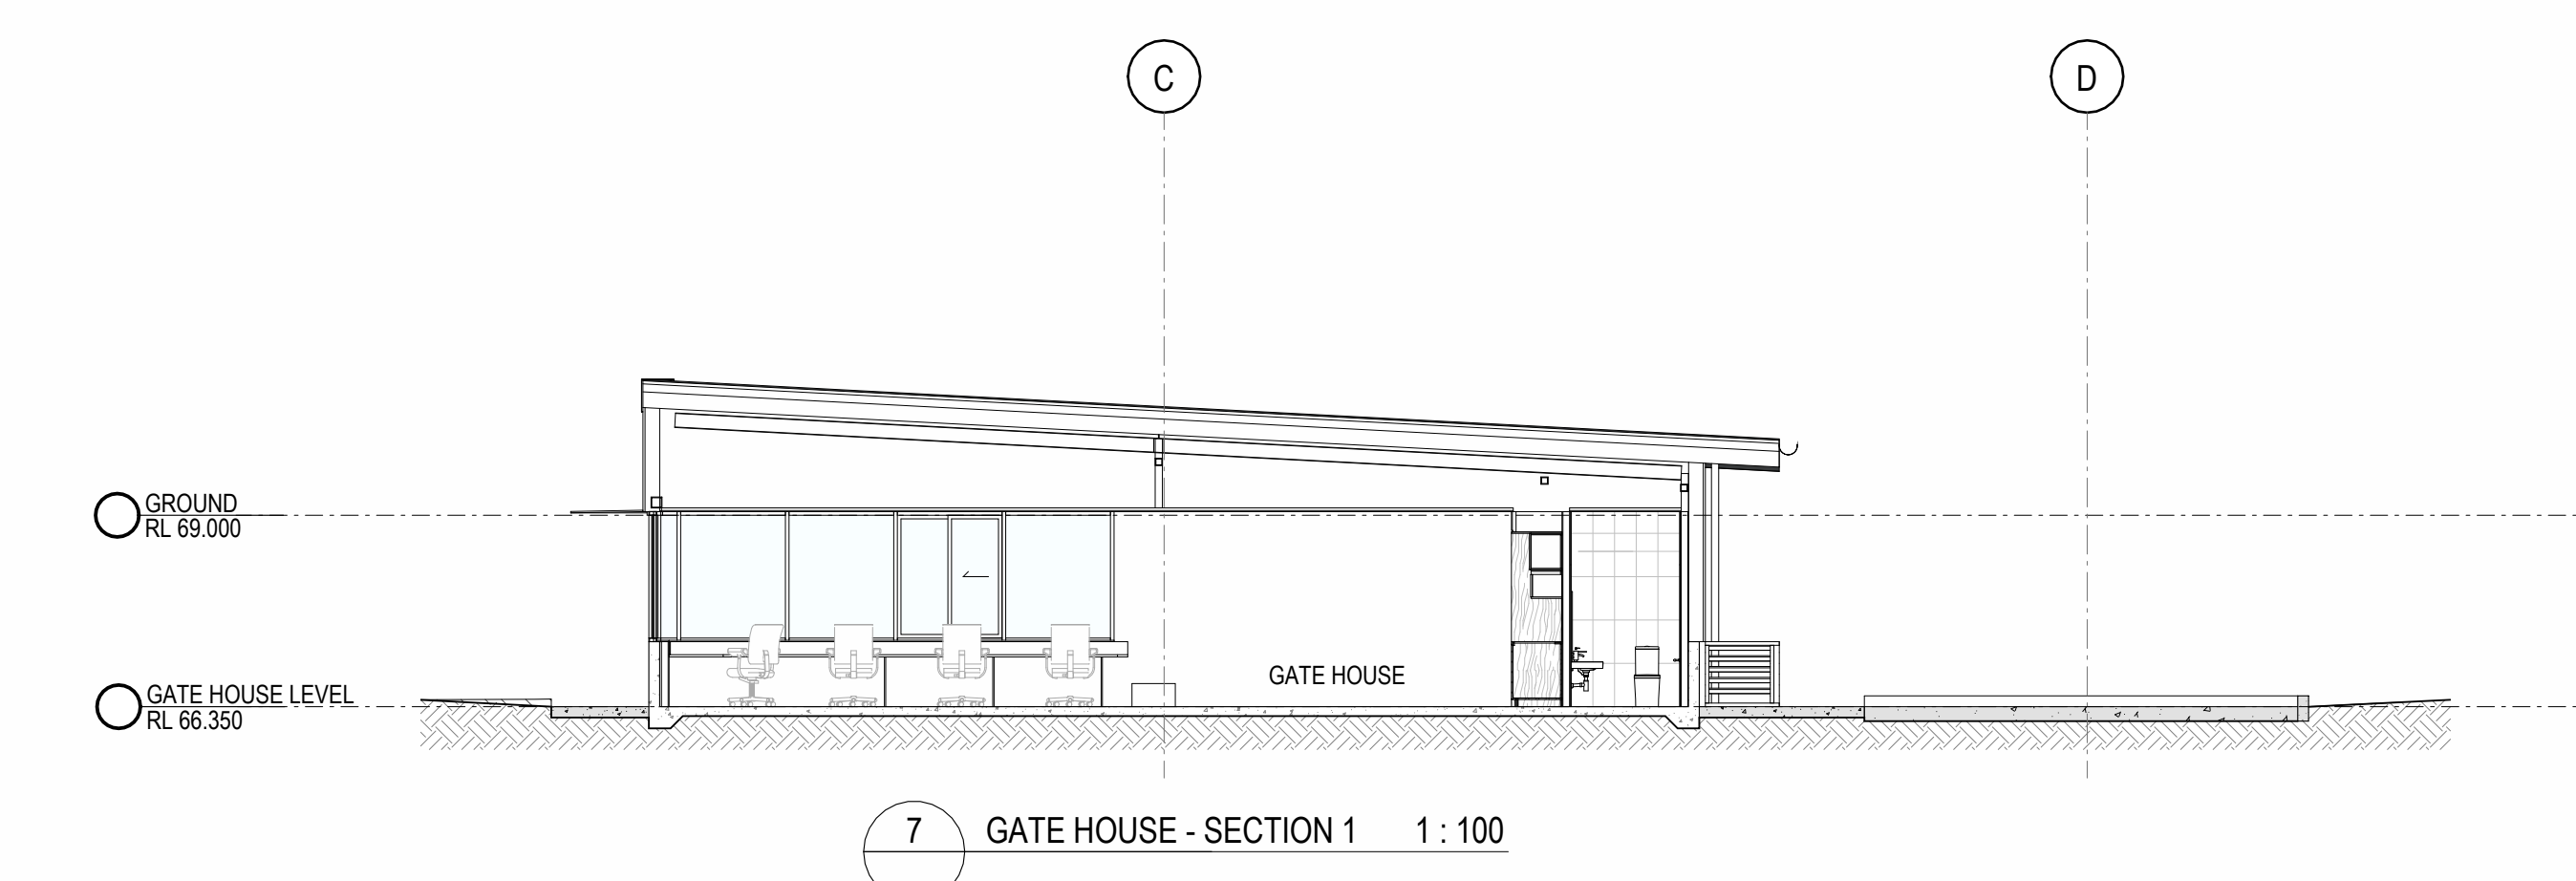 C
D
GROUND
RL 69.000
GATE HOUSE
GATE HOUSE LEVEL
RL 66.350
7 GATE HOUSE - SECTION 1 1 : 100